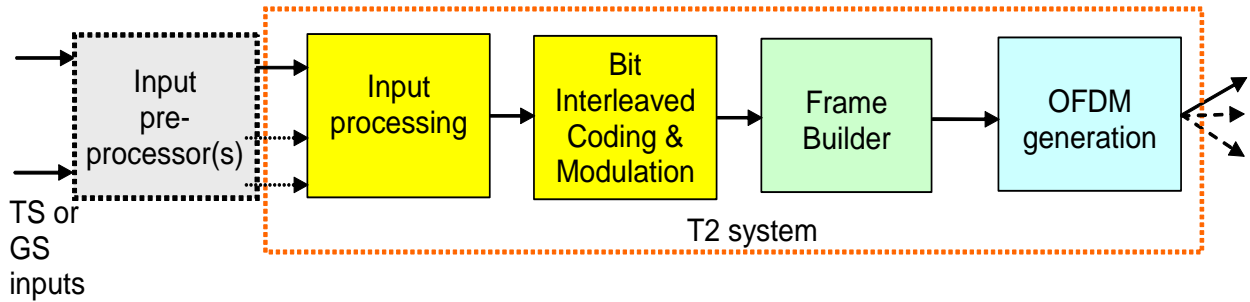 Input
pre-
processor(s)
Input
processing
Bit
Interleaved
Coding &
Modulation
Frame
Builder
OFDM
generation
TS or
GS
inputs
T2 system